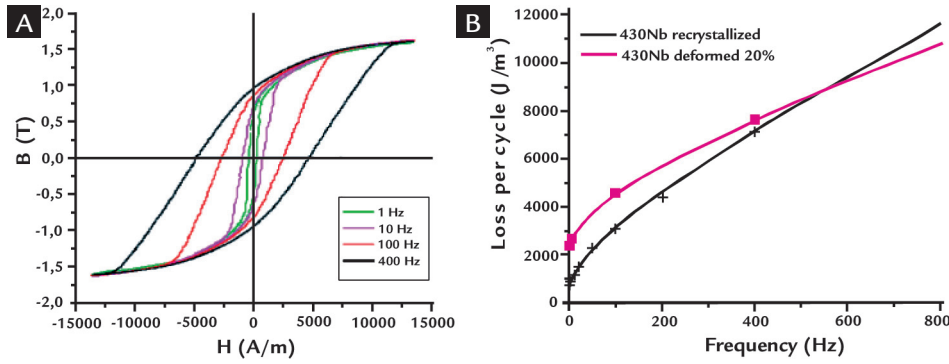 A
2,0
1,5
1,0
0,5
0,0
-0,5
-1,0
-1,5
2,0
B (T)
-15000 -10000 -5000 0 5000 10000 15000
H (A/m)
1 Hz
10 Hz
100 Hz
400 Hz
B
12000
10000
8000
6000
4000
2000
0
Loss per cycle (J /m³)
430Nb recrystallized
430Nb deformed 20%
0 200 400 600 800
Frequency (Hz)